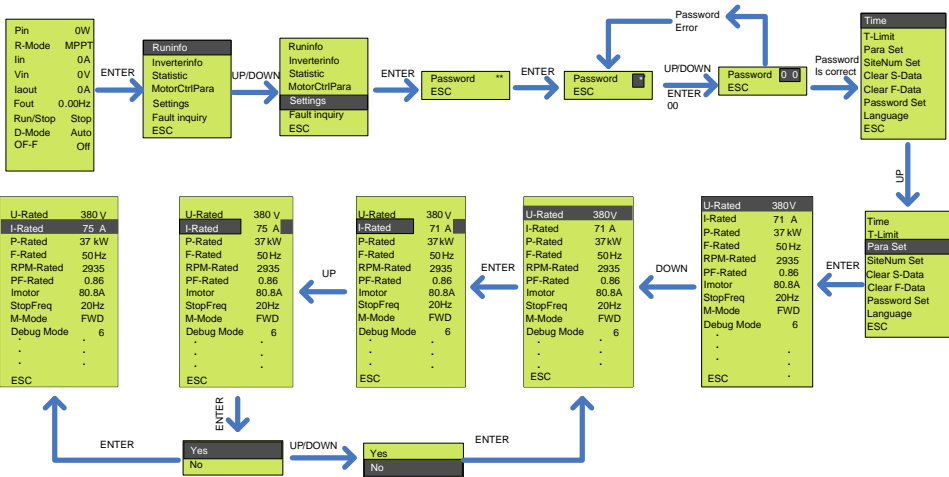 Pin 0W
R-Mode MPPT
Iin 0A
Vin 0V
Iaout 0A
Fout 0.00Hz
Run/Stop Stop
D-Mode Auto
OF-F Off
ENTER
Runinfo
Inverterinfo
Statistic
MotorCtrlPara
Settings
Fault inquiry
ESC
UP/DOWN
Runinfo
Inverterinfo
Statistic
MotorCtrlPara
Settings
Fault inquiry
ESC
ENTER
Password **
ESC
ENTER
Password *
ESC
Password
Error
UP/DOWN
ENTER
00
Password 0 0
ESC
Password
Is correct
Time
T-Limit
Para Set
SiteNum Set
Clear S-Data
Clear F-Data
Password Set
Language
ESC
UP
Time
T-Limit
Para Set
SiteNum Set
Clear S-Data
Clear F-Data
Password Set
Language
ESC
ENTER
U-Rated 380V
I-Rated 71 A
P-Rated 37 kW
F-Rated 50Hz
RPM-Rated 2935
PF-Rated 0.86
Imotor 80.8A
StopFreq 20Hz
M-Mode FWD
Debug Mode 6
ESC
DOWN
U-Rated 380V
I-Rated 71 A
P-Rated 37kW
F-Rated 50Hz
RPM-Rated 2935
PF-Rated 0.86
Imotor 80.8A
StopFreq 20Hz
M-Mode FWD
Debug Mode 6
ESC
ENTER
U-Rated 380 V
I-Rated 71 A
P-Rated 37kW
F-Rated 50Hz
RPM-Rated 2935
PF-Rated 0.86
Imotor 80.8A
StopFreq 20Hz
M-Mode FWD
Debug Mode 6
ESC
UP
U-Rated 380 V
I-Rated 75 A
P-Rated 37kW
F-Rated 50Hz
RPM-Rated 2935
PF-Rated 0.86
Imotor 80.8A
StopFreq 20Hz
M-Mode FWD
Debug Mode 6
ESC
U-Rated 380 V
I-Rated 75 A
P-Rated 37 kW
F-Rated 50Hz
RPM-Rated 2935
PF-Rated 0.86
Imotor 80.8A
StopFreq 20Hz
M-Mode FWD
Debug Mode 6
ESC
ENTER
ENTER
Yes
No
UP/DOWN
Yes
No
ENTER